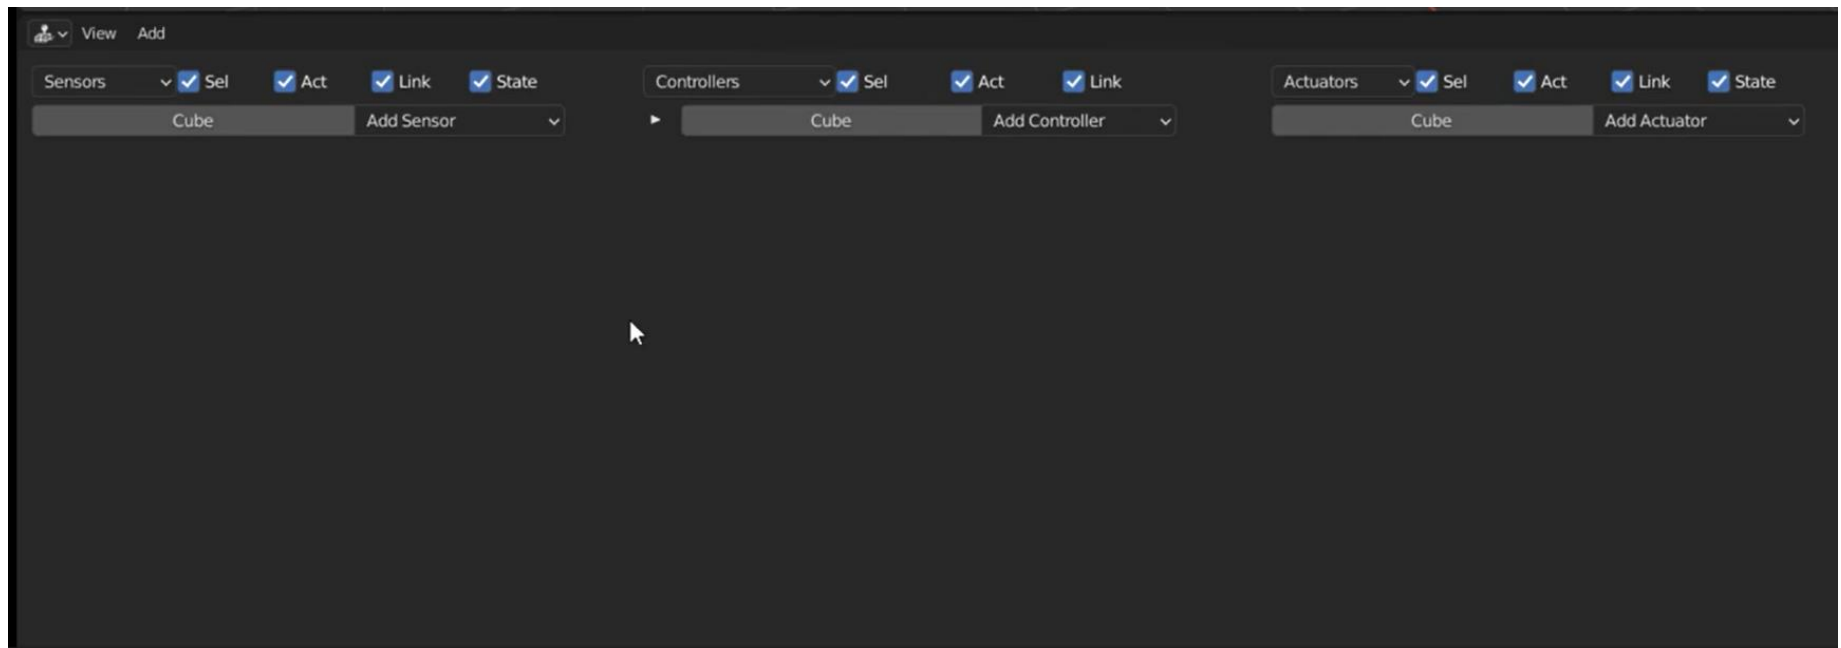 View Add
Sensors Sel Act Link State Controllers Sel Act Link Actuators Sel Act Link State
Cube Add Sensor Cube Add Controller Cube Add Actuator